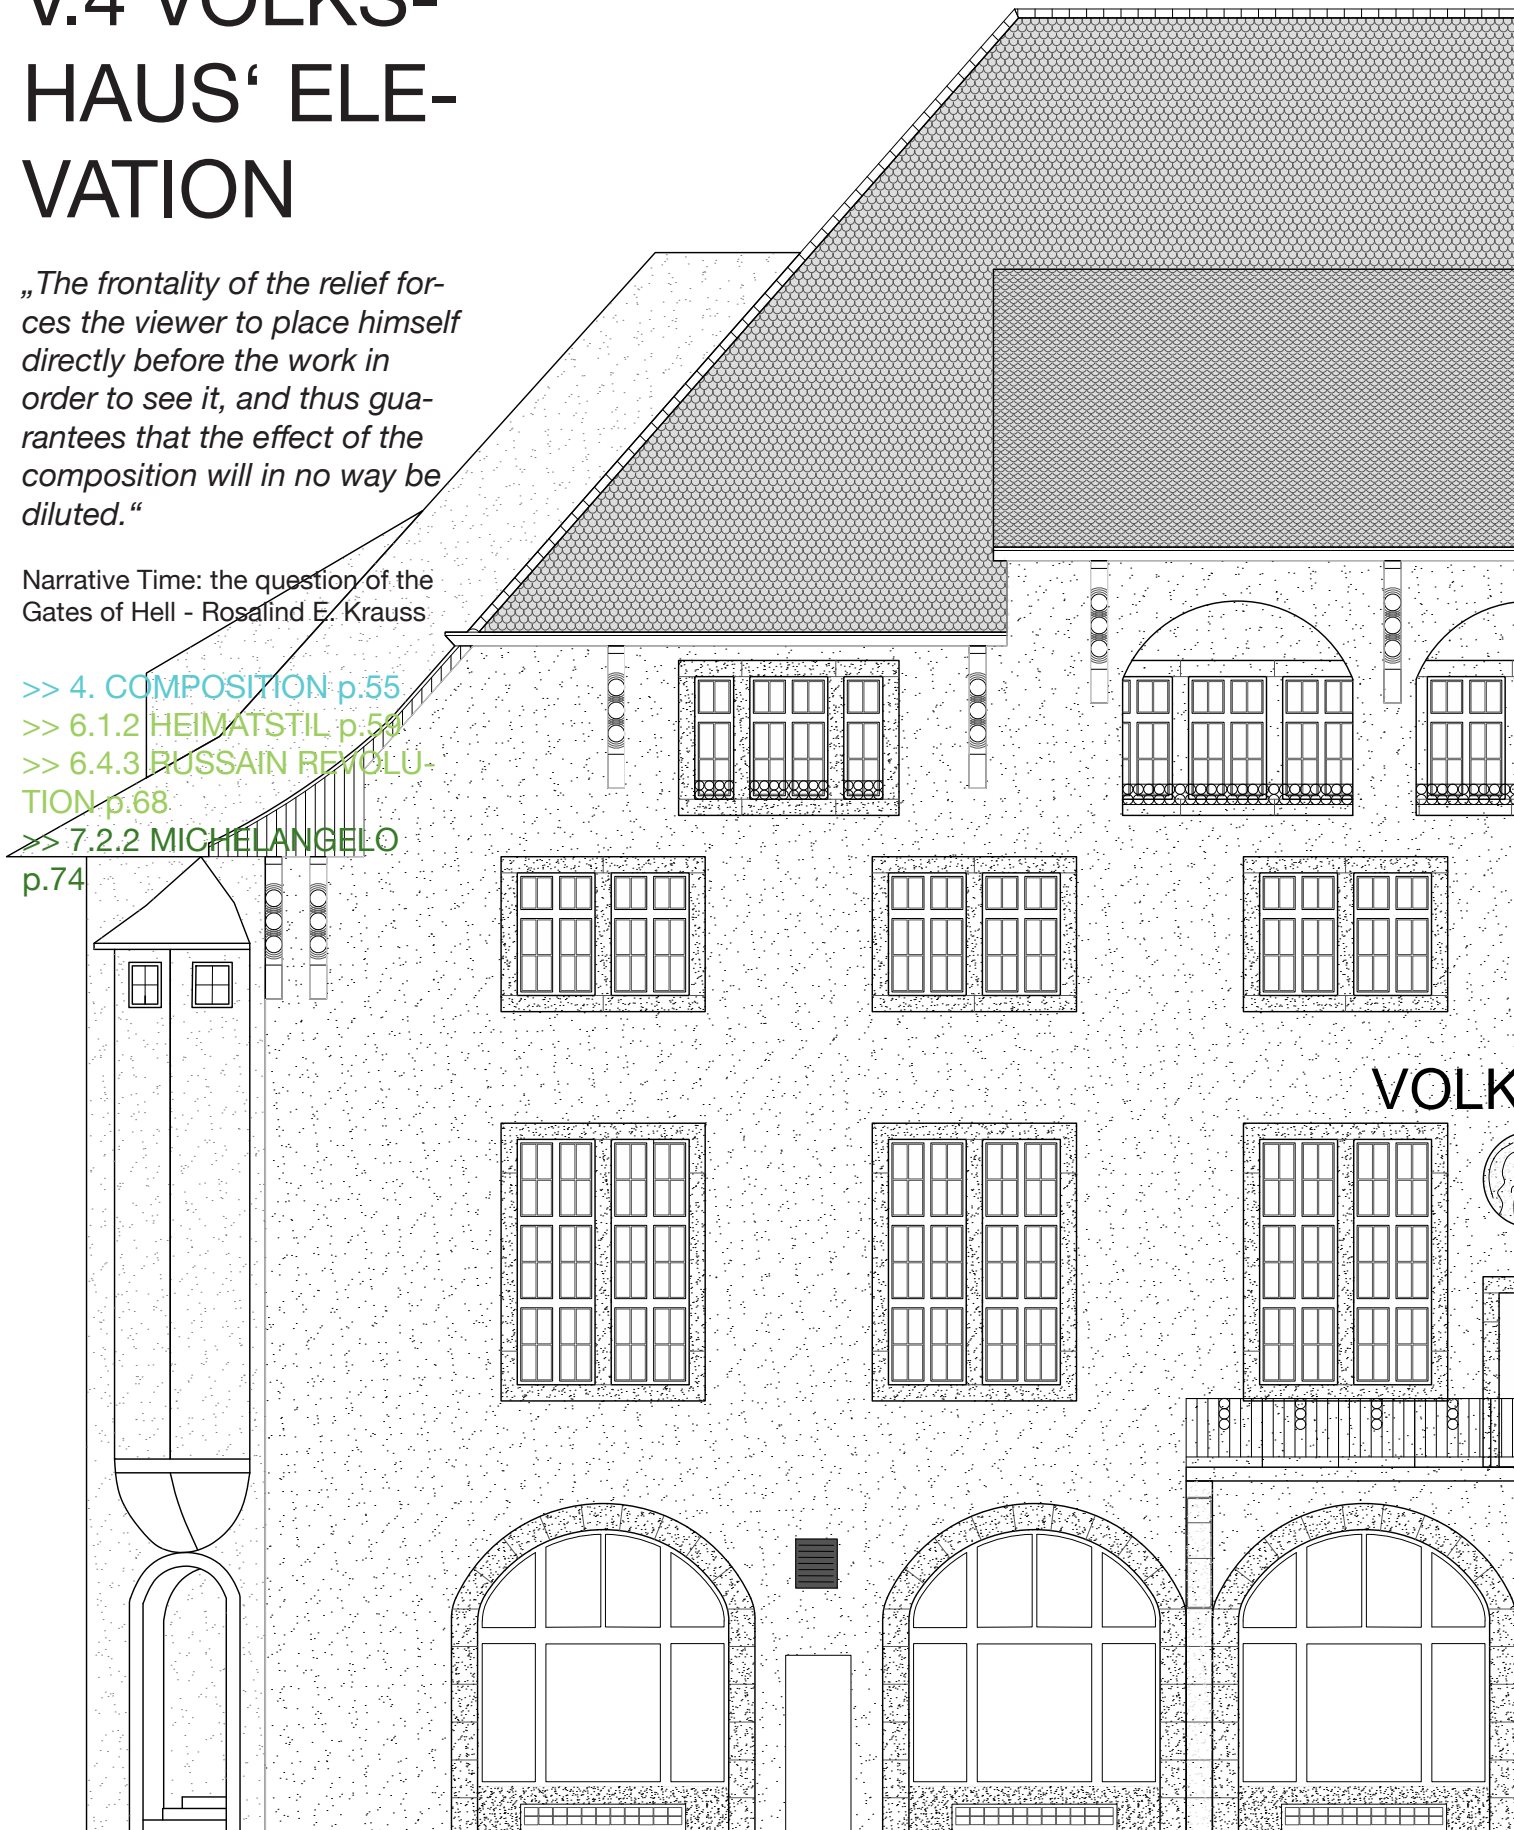 V.4 VOLKS-
HAUS‘ ELE-
VATION
„The frontality of the relief for-
ces the viewer to place himself
directly before the work in
order to see it, and thus gua-
rantees that the effect of the
composition will in no way be
diluted.“
Narrative Time: the question of the
Gates of Hell - Rosalind E. Krauss
>> 4. COMPOSITION p.55
>> 6.1.2 HEIMATSTIL p.59
>> 6.4.3 RUSSAIN REVOLU-
TION p.68
>> 7.2.2 MICHELANGELO
p.74
VOLK